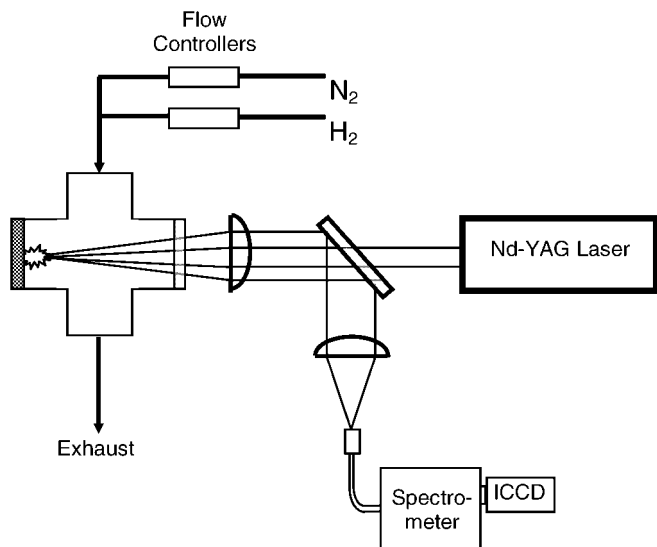 Flow
Controllers
N₂
H₂
Nd-YAG Laser
Exhaust
Spectro-
meter
ICCD